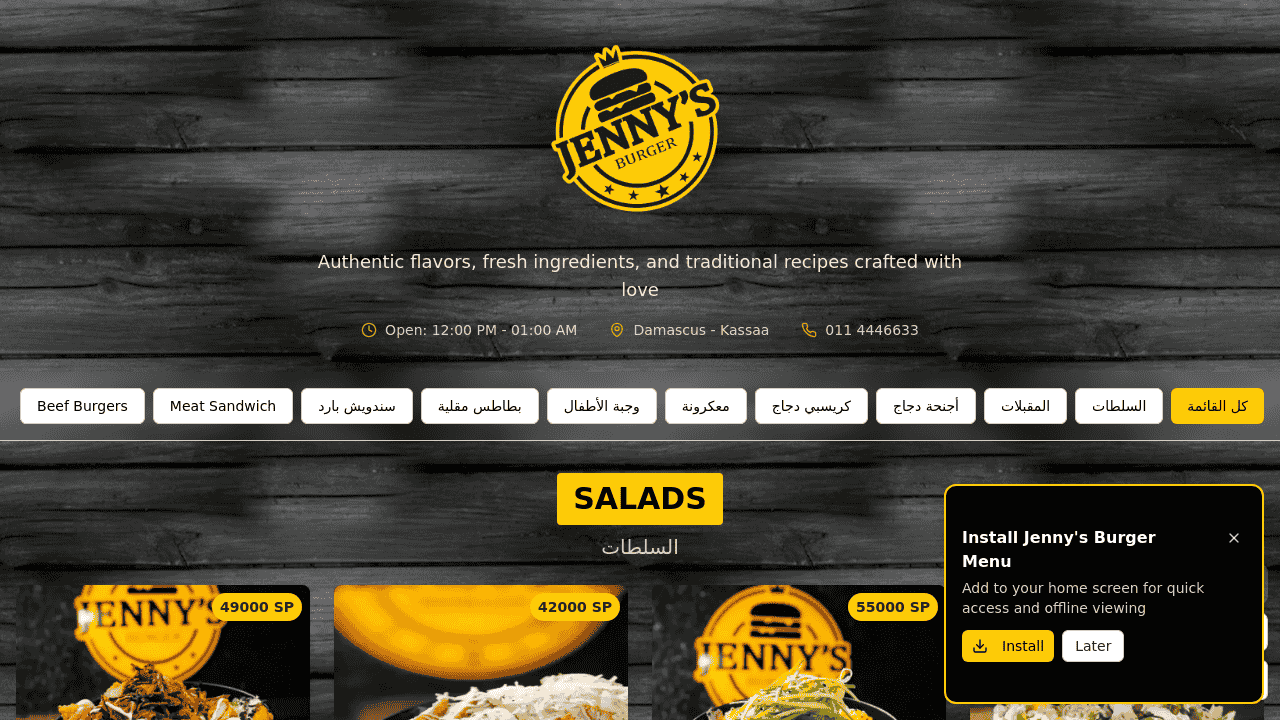 JENNY'S
BURGER
Authentic flavors, fresh ingredients, and traditional recipes crafted with
love
Open: 12:00 PM - 01:00 AM
Damascus - Kassaa
011 4446633
كل القائمة
السلطات
المقبلات
أجنحة دجاج
كريسبي دجاج
معكرونة
وجبة الأطفال
بطاطس مقلية
سندويش بارد
Meat Sandwich
Beef Burgers
SALADS
السلطات
JENNY'S
49000 SP
42000 SP
JENNY'S
55000 SP
Install Jenny's Burger
Menu
Add to your home screen for quick
access and offline viewing
Install
Later